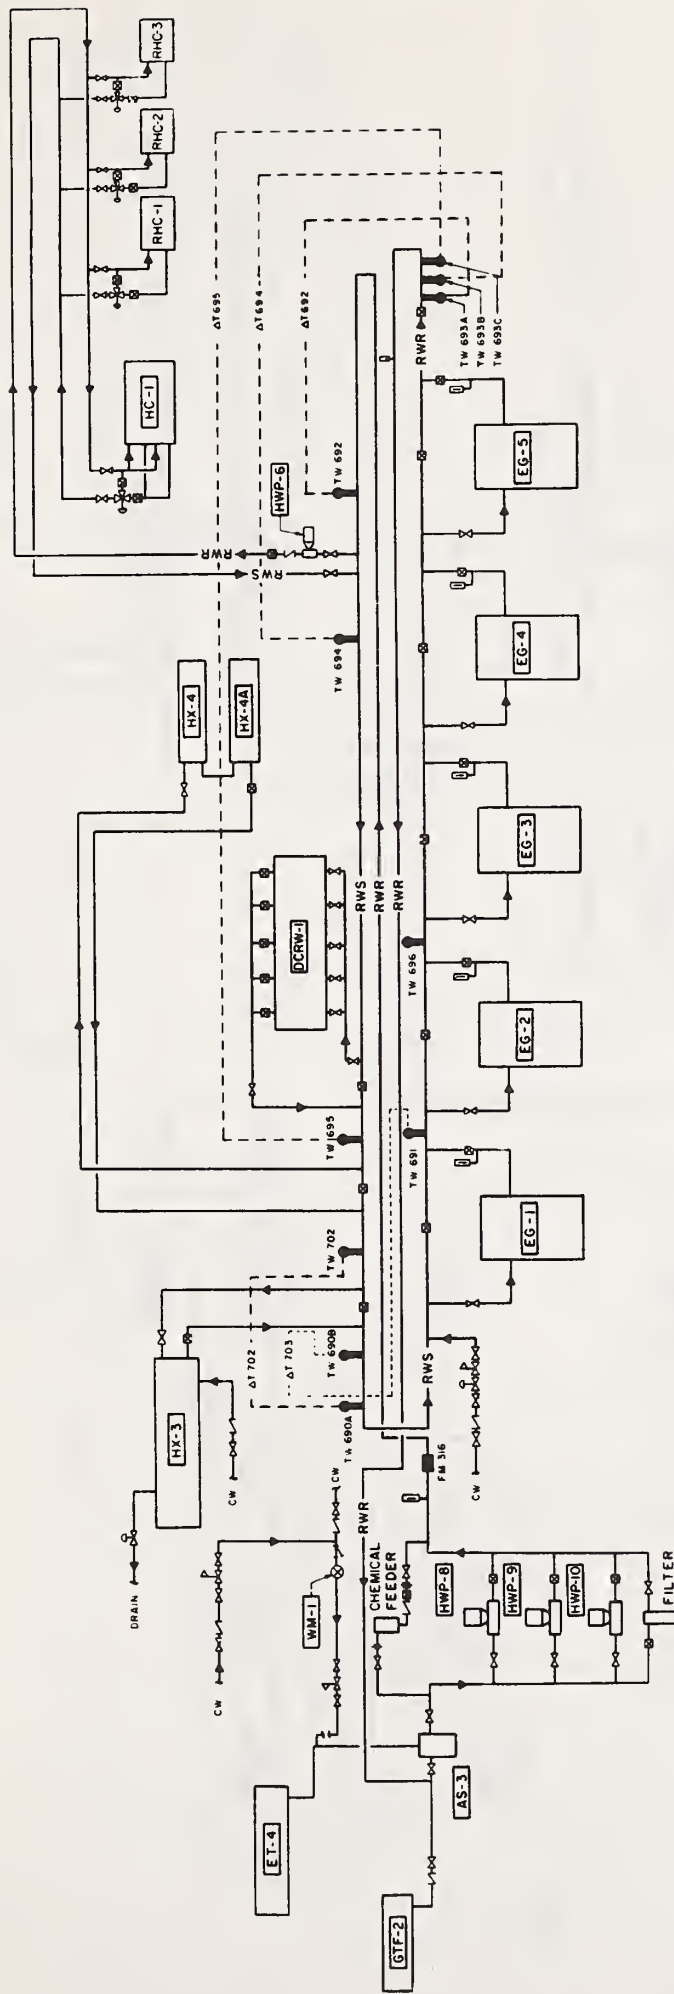 RHC-3
RHC-2
RHC-1
HC-1
ΔT695
ΔT694
ΔT692
RWR
RWS
HWP-6
TW 692
TW 694
TW 693A
TW 693B
TW 693C
RWR
HX-4
HX-4A
DCRW-1
RWS
RWR
RWR
EG-5
EG-4
EG-3
EG-2
EG-1
TW 696
TW 691
TW 695
TW 702
TW 690B
TW 690A
ΔT 702
ΔT 703
HX-3
CW
DRAIN
CW
CW
WM-1
RWR
RWS
FM 316
CW
CHEMICAL
FEEDER
HWP-8
HWP-9
HWP-10
FILTER
ET-4
AS-3
GTF-2